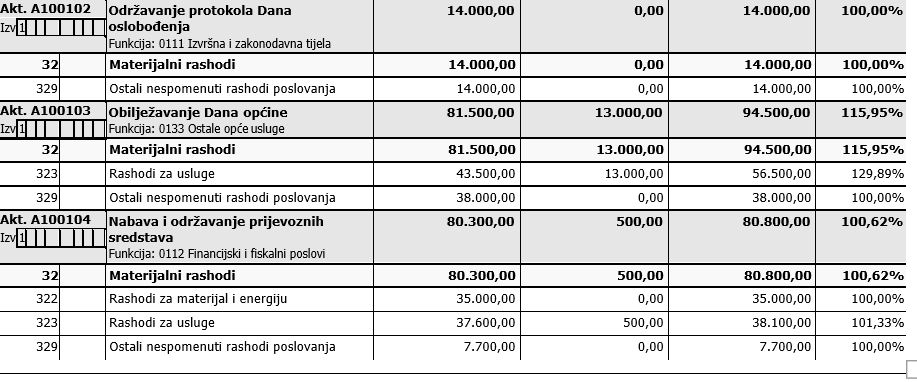 Akt. A100102 Održavanje protokola Dana oslobođenja 14.000,00 0,00 14.000,00 100,00%
Izv 1 Funkcija: 0111 Izvršna i zakonodavna tijela
32 Materijalni rashodi 14.000,00 0,00 14.000,00 100,00%
329 Ostali nespomenuti rashodi poslovanja 14.000,00 0,00 14.000,00 100,00%
Akt. A100103 Obilježavanje Dana općine 81.500,00 13.000,00 94.500,00 115,95%
Izv 1 Funkcija: 0133 Ostale opće usluge
32 Materijalni rashodi 81.500,00 13.000,00 94.500,00 115,95%
323 Rashodi za usluge 43.500,00 13.000,00 56.500,00 129,89%
329 Ostali nespomenuti rashodi poslovanja 38.000,00 0,00 38.000,00 100,00%
Akt. A100104 Nabava i održavanje prijevoznih sredstava 80.300,00 500,00 80.800,00 100,62%
Izv 1 Funkcija: 0112 Financijski i fiskalni poslovi
32 Materijalni rashodi 80.300,00 500,00 80.800,00 100,62%
322 Rashodi za materijal i energiju 35.000,00 0,00 35.000,00 100,00%
323 Rashodi za usluge 37.600,00 500,00 38.100,00 101,33%
329 Ostali nespomenuti rashodi poslovanja 7.700,00 0,00 7.700,00 100,00%